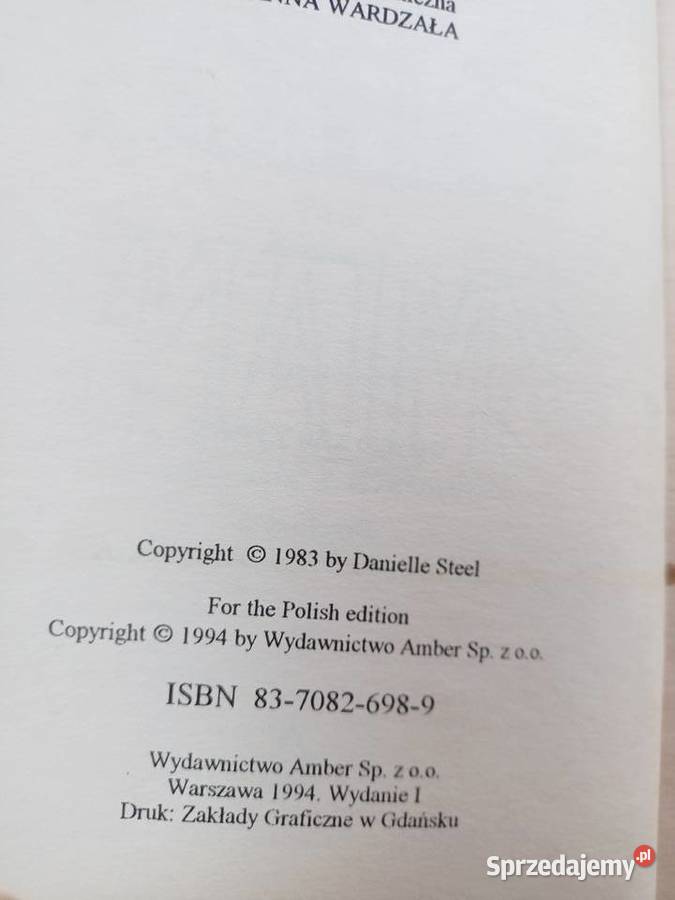 WARDZAŁA
Copyright © 1983 by Danielle Steel
For the Polish edition
Copyright © 1994 by Wydawnictwo Amber Sp. z o.o.
ISBN 83-7082-698-9
Wydawnictwo Amber Sp. z o.o.
Warszawa 1994. Wydanie I
Druk: Zakłady Graficzne w Gdańsku
Sprzedajemy.pl